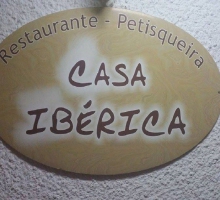 Restaurante - Petisqueira
CASA
IBÉRICA